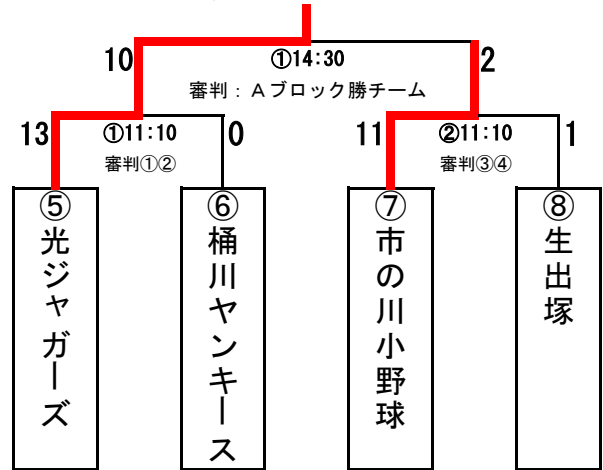 10
①14:30
2
審判：Aブロック勝チーム
13
①11:10
0
11
②11:10
1
審判①②
審判③④
⑤光ジャガーズ
⑥桶川ヤンキース
⑦市の川小野球
⑧生出塚